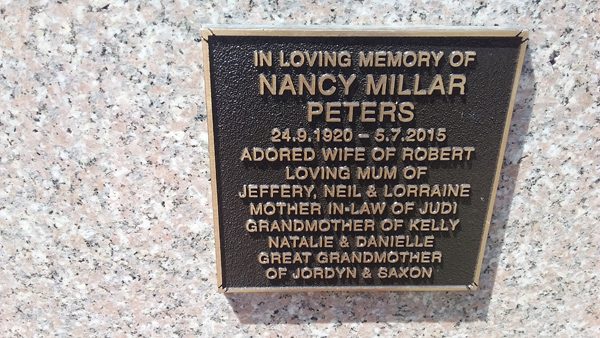 IN LOVING MEMORY OF
NANCY MILLAR
PETERS
24.9.1920 – 5.7.2015
ADORED WIFE OF ROBERT
LOVING MUM OF
JEFFERY, NEIL & LORRAINE
MOTHER IN-LAW OF JUDI
GRANDMOTHER OF KELLY
NATALIE & DANIELLE
GREAT GRANDMOTHER
OF JORDYN & SAXON